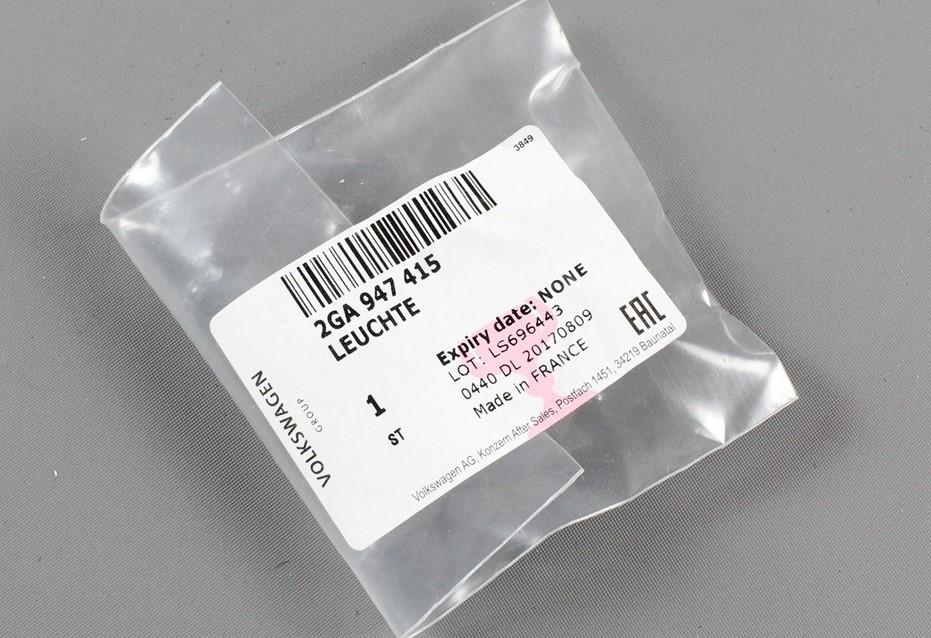 3849
2GA 947 415
LEUCHTE
1
ST
Expiry date: NONE
LOT: LS696443
0440 DL 20170809
Made in FRANCE
EAC
VOLKSWAGEN
GROUP
Volkswagen AG, Konzern After Sales, Postfach 1451, 34219 Baunatal